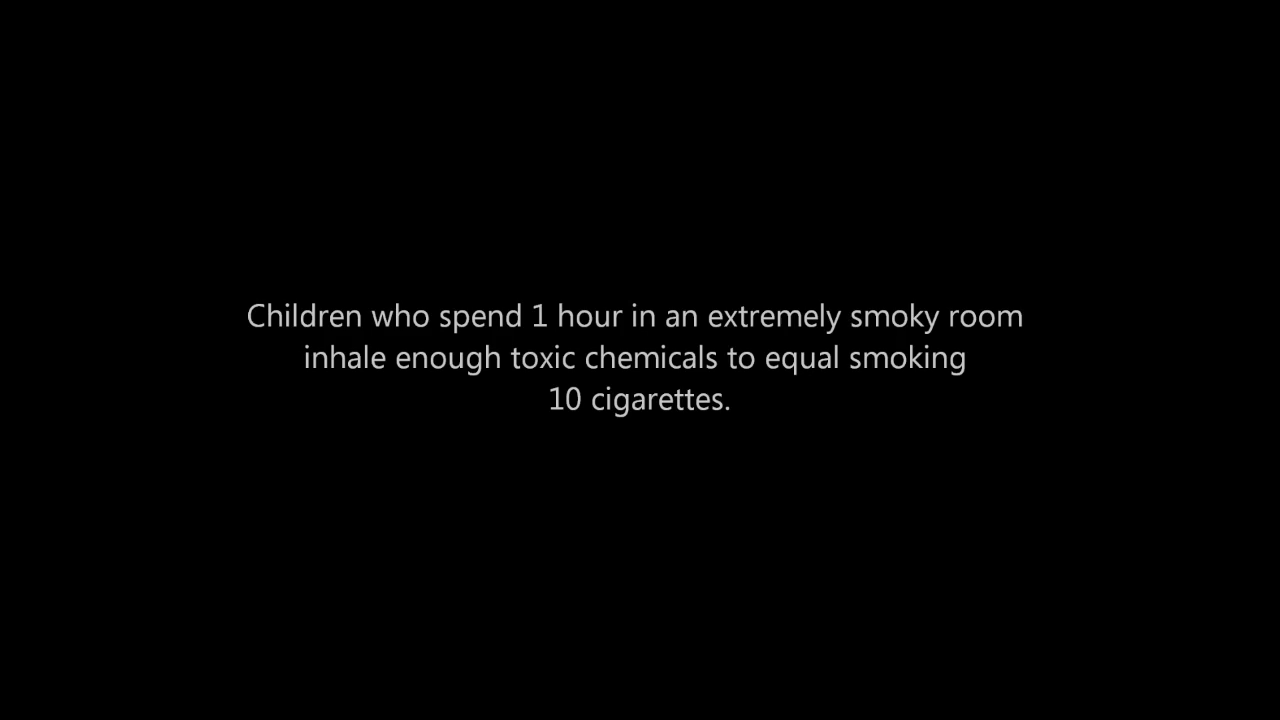 Children who spend 1 hour in an extremely smoky room
inhale enough toxic chemicals to equal smoking
10 cigarettes.